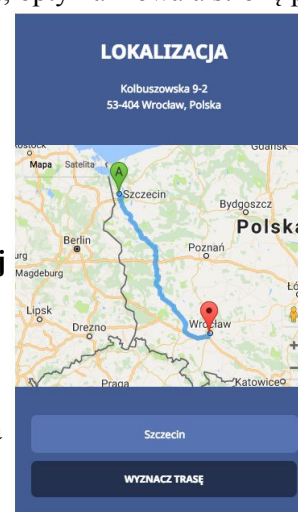 LOKALIZACJA
Kolbuszowska 9-2
53-404 Wrocław, Polska
Mapa Satelita
Gdańsk
A
Szczecin
Bydgoszcz
Polska
Berlin
Poznań
Magdeburg
Lipsk
Wrocław
Drezno
Praga
Katowice
Szczecin
WYZNACZ TRASĘ